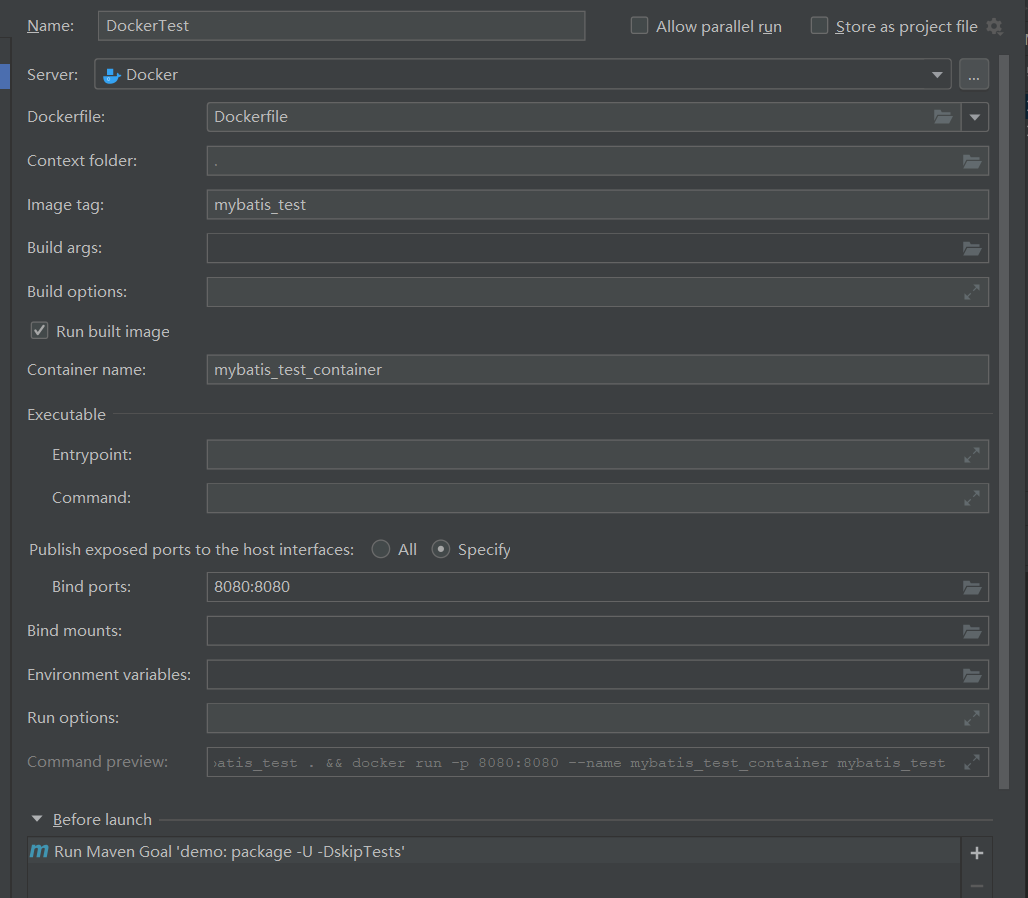 Name: DockerTest Allow parallel run Store as project file
Server: Docker ...
Dockerfile: Dockerfile
Context folder: .
Image tag: mybatis_test
Build args:
Build options:
Run built image
Container name: mybatis_test_container
Executable
Entrypoint:
Command:
Publish exposed ports to the host interfaces: All Specify
Bind ports: 8080:8080
Bind mounts:
Environment variables:
Run options:
Command preview: batis_test . && docker run -p 8080:8080 --name mybatis_test_container mybatis_test
Before launch
Run Maven Goal 'demo: package -U -DskipTests'